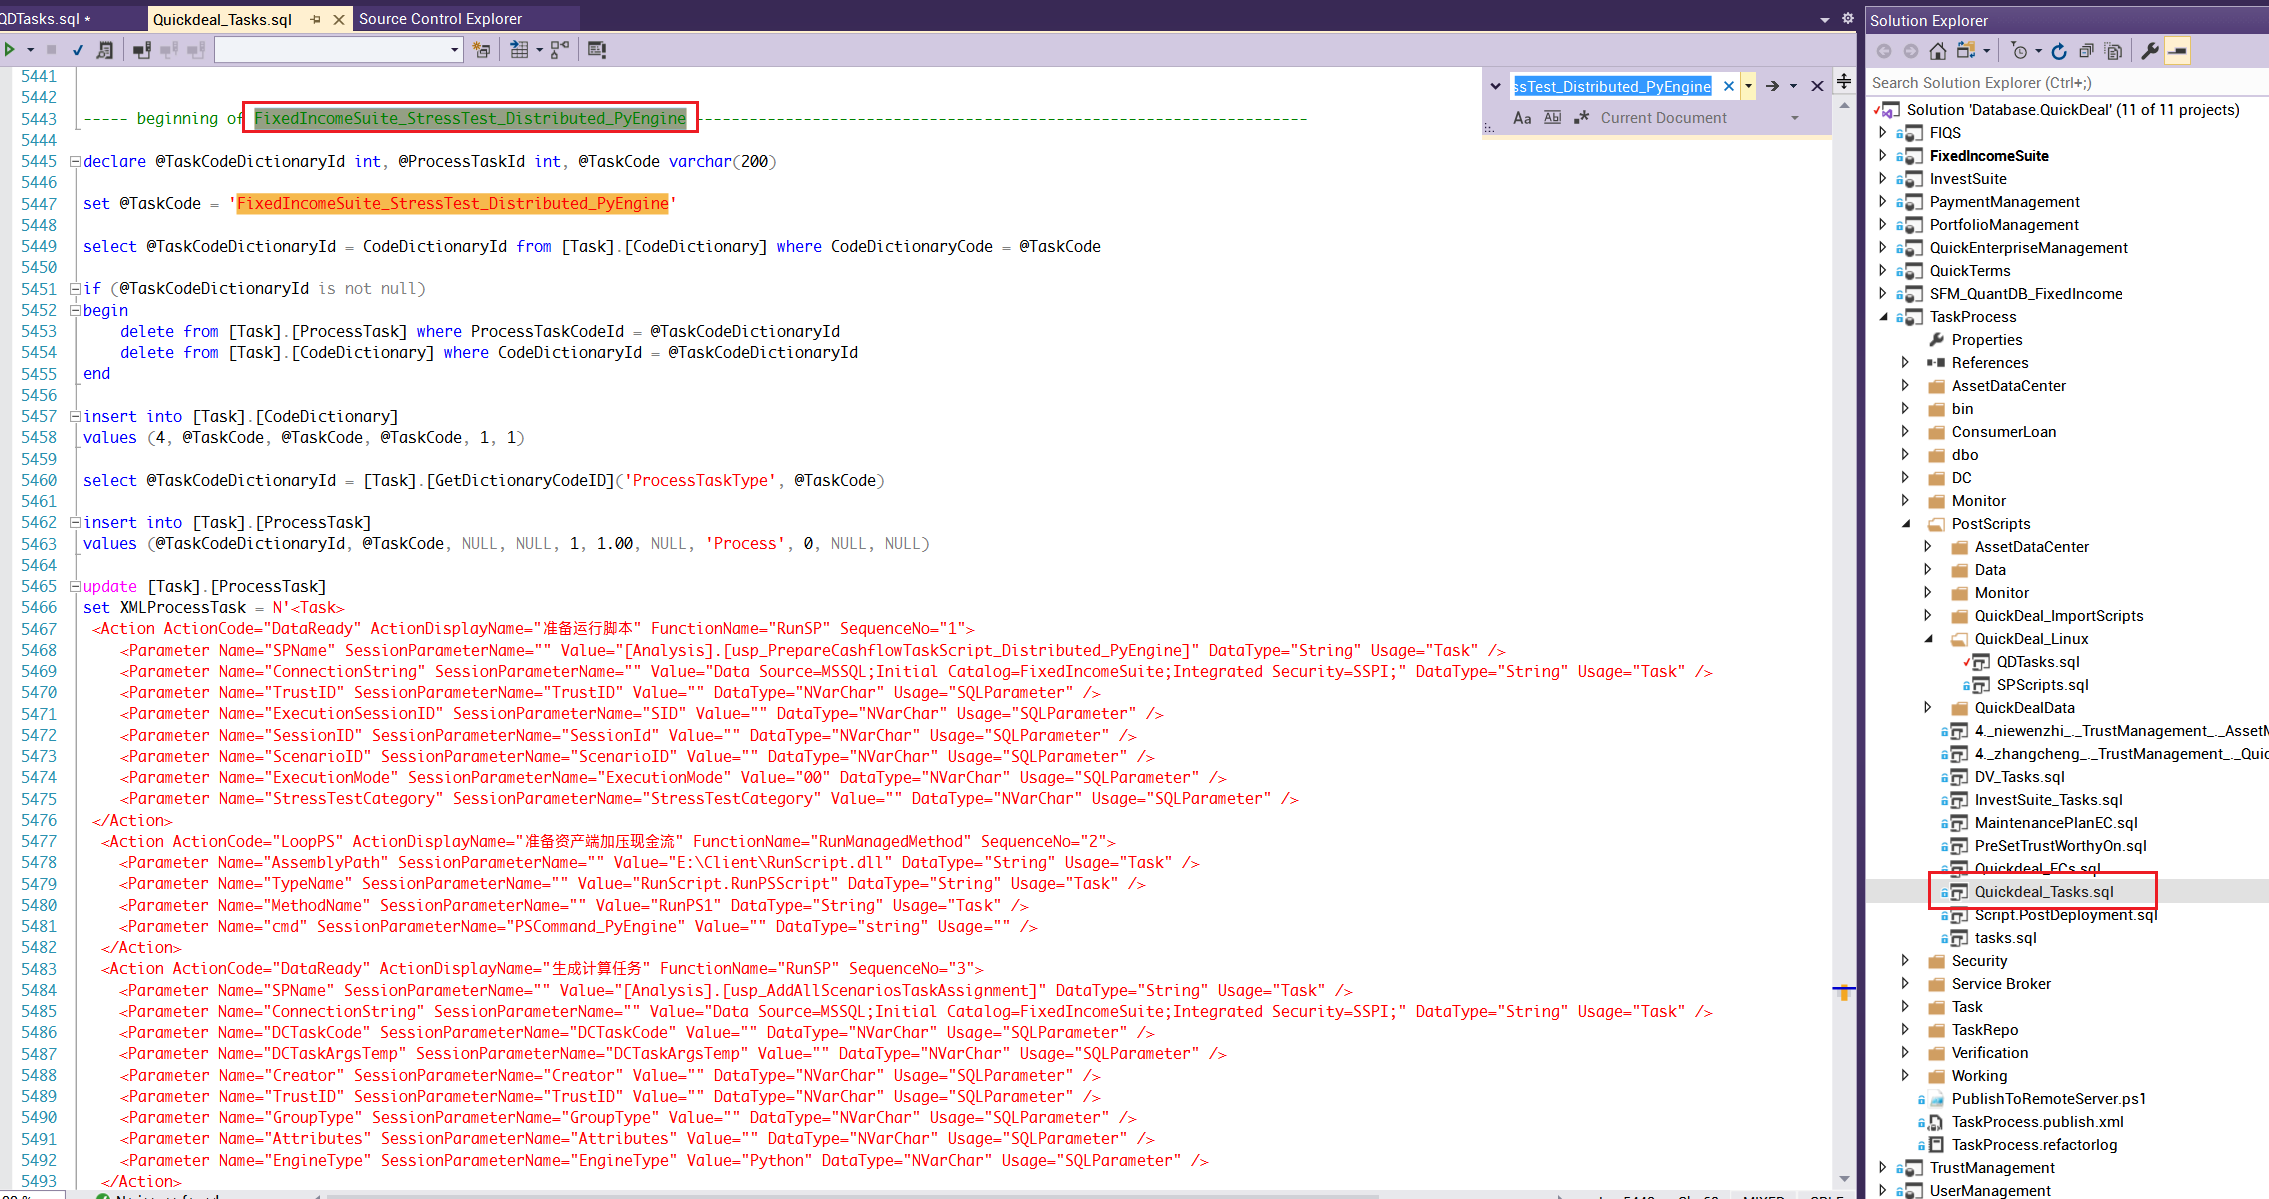 QDTasks.sql *
Quickdeal_Tasks.sql
Source Control Explorer
5441
5442
5443 ----- beginning of FixedIncomeSuite_StressTest_Distributed_PyEngine --------------------------------------------------------------------
5444
5445 declare @TaskCodeDictionaryId int, @ProcessTaskId int, @TaskCode varchar(200)
5446
5447 set @TaskCode = 'FixedIncomeSuite_StressTest_Distributed_PyEngine'
5448
5449 select @TaskCodeDictionaryId = CodeDictionaryId from [Task].[CodeDictionary] where CodeDictionaryCode = @TaskCode
5450
5451 if (@TaskCodeDictionaryId is not null)
5452 begin
5453 delete from [Task].[ProcessTask] where ProcessTaskCodeId = @TaskCodeDictionaryId
5454 delete from [Task].[CodeDictionary] where CodeDictionaryId = @TaskCodeDictionaryId
5455 end
5456
5457 insert into [Task].[CodeDictionary]
5458 values (4, @TaskCode, @TaskCode, @TaskCode, 1, 1)
5459
5460 select @TaskCodeDictionaryId = [Task].[GetDictionaryCodeID]('ProcessTaskType', @TaskCode)
5461
5462 insert into [Task].[ProcessTask]
5463 values (@TaskCodeDictionaryId, @TaskCode, NULL, NULL, 1, 1.00, NULL, 'Process', 0, NULL, NULL)
5464
5465 update [Task].[ProcessTask]
5466 set XMLProcessTask = N'<Task>
5467 <Action ActionCode="DataReady" ActionDisplayName="准备运行脚本" FunctionName="RunSP" SequenceNo="1">
5468 <Parameter Name="SPName" SessionParameterName="" Value="[Analysis].[usp_PrepareCashflowTaskScript_Distributed_PyEngine]" DataType="String" Usage="Task" />
5469 <Parameter Name="ConnectionString" SessionParameterName="" Value="Data Source=MSSQL;Initial Catalog=FixedIncomeSuite;Integrated Security=SSPI;" DataType="String" Usage="Task" />
5470 <Parameter Name="TrustID" SessionParameterName="TrustID" Value="" DataType="NVarChar" Usage="SQLParameter" />
5471 <Parameter Name="ExecutionSessionID" SessionParameterName="SID" Value="" DataType="NVarChar" Usage="SQLParameter" />
5472 <Parameter Name="SessionID" SessionParameterName="SessionId" Value="" DataType="NVarChar" Usage="SQLParameter" />
5473 <Parameter Name="ScenarioID" SessionParameterName="ScenarioID" Value="" DataType="NVarChar" Usage="SQLParameter" />
5474 <Parameter Name="ExecutionMode" SessionParameterName="ExecutionMode" Value="00" DataType="NVarChar" Usage="SQLParameter" />
5475 <Parameter Name="StressTestCategory" SessionParameterName="StressTestCategory" Value="" DataType="NVarChar" Usage="SQLParameter" />
5476 </Action>
5477 <Action ActionCode="LoopPS" ActionDisplayName="准备资产端加压现金流" FunctionName="RunManagedMethod" SequenceNo="2">
5478 <Parameter Name="AssemblyPath" SessionParameterName="" Value="E:\Client\RunScript.dll" DataType="String" Usage="Task" />
5479 <Parameter Name="TypeName" SessionParameterName="" Value="RunScript.RunPSScript" DataType="String" Usage="Task" />
5480 <Parameter Name="MethodName" SessionParameterName="" Value="RunPS1" DataType="String" Usage="Task" />
5481 <Parameter Name="cmd" SessionParameterName="PSCommand_PyEngine" Value="" DataType="string" Usage="" />
5482 </Action>
5483 <Action ActionCode="DataReady" ActionDisplayName="生成计算任务" FunctionName="RunSP" SequenceNo="3">
5484 <Parameter Name="SPName" SessionParameterName="" Value="[Analysis].[usp_AddAllScenariosTaskAssignment]" DataType="String" Usage="Task" />
5485 <Parameter Name="ConnectionString" SessionParameterName="" Value="Data Source=MSSQL;Initial Catalog=FixedIncomeSuite;Integrated Security=SSPI;" DataType="String" Usage="Task" />
5486 <Parameter Name="DCTaskCode" SessionParameterName="DCTaskCode" Value="" DataType="NVarChar" Usage="SQLParameter" />
5487 <Parameter Name="DCTaskArgsTemp" SessionParameterName="DCTaskArgsTemp" Value="" DataType="NVarChar" Usage="SQLParameter" />
5488 <Parameter Name="Creator" SessionParameterName="Creator" Value="" DataType="NVarChar" Usage="SQLParameter" />
5489 <Parameter Name="TrustID" SessionParameterName="TrustID" Value="" DataType="NVarChar" Usage="SQLParameter" />
5490 <Parameter Name="GroupType" SessionParameterName="GroupType" Value="" DataType="NVarChar" Usage="SQLParameter" />
5491 <Parameter Name="Attributes" SessionParameterName="Attributes" Value="" DataType="NVarChar" Usage="SQLParameter" />
5492 <Parameter Name="EngineType" SessionParameterName="EngineType" Value="Python" DataType="NVarChar" Usage="SQLParameter" />
5493 </Action>
ssTest_Distributed_PyEngine
Aa Abl .* Current Document
Solution Explorer
Search Solution Explorer (Ctrl+;)
Solution 'Database.QuickDeal' (11 of 11 projects)
FIQS
FixedIncomeSuite
InvestSuite
PaymentManagement
PortfolioManagement
QuickEnterpriseManagement
QuickTerms
SFM_QuantDB_FixedIncome
TaskProcess
Properties
References
AssetDataCenter
bin
ConsumerLoan
dbo
DC
Monitor
PostScripts
AssetDataCenter
Data
Monitor
QuickDeal_ImportScripts
QuickDeal_Linux
QDTasks.sql
SPScripts.sql
QuickDealData
4._niewenzhi_._TrustManagement_._AssetM
4._zhangcheng_._TrustManagement_._Quic
DV_Tasks.sql
InvestSuite_Tasks.sql
MaintenancePlanEC.sql
PreSetTrustWorthyOn.sql
Quickdeal_ECs.sql
Quickdeal_Tasks.sql
Script.PostDeployment.sql
tasks.sql
Security
Service Broker
Task
TaskRepo
Verification
Working
PublishToRemoteServer.ps1
TaskProcess.publish.xml
TaskProcess.refactorlog
TrustManagement
UserManagement